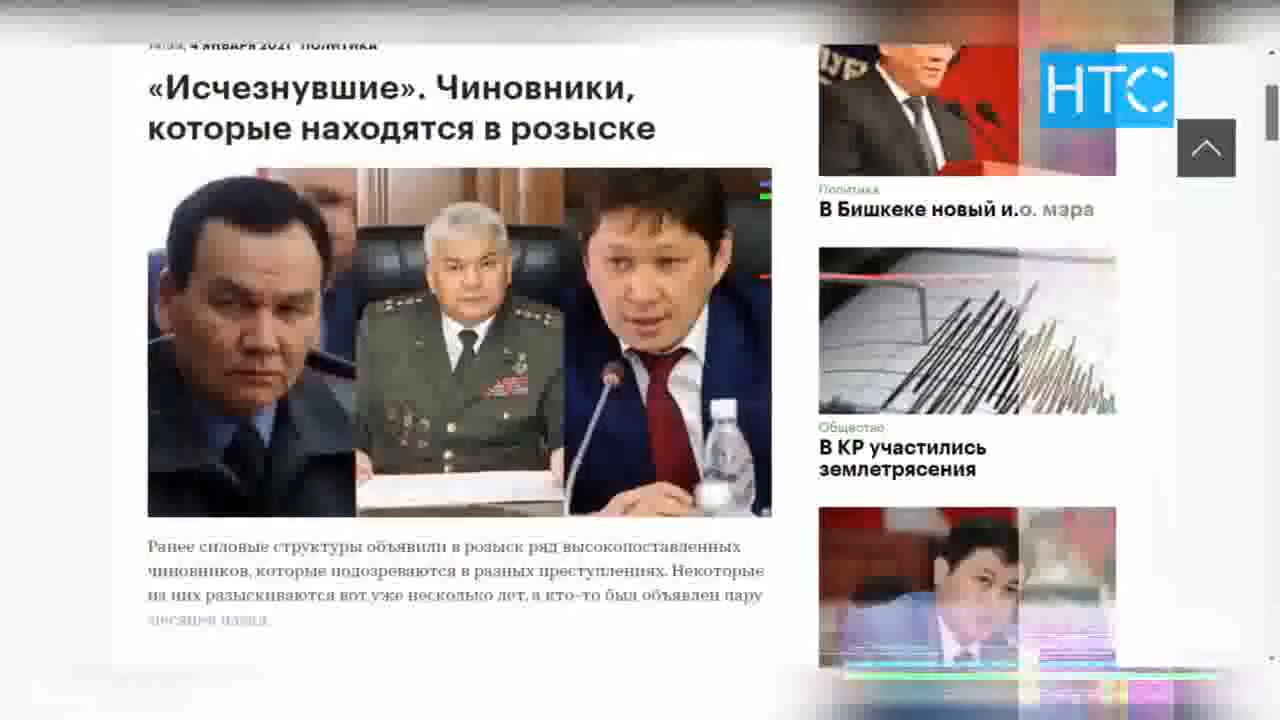 4 ЯНВАРЯ 2021 ПОЛИТИКА
«Исчезнувшие». Чиновники,
которые находятся в розыске
Ранее силовые структуры объявили в розыск ряд высокопоставленных
чиновников, которые подозреваются в разных преступлениях. Некоторые
из них разыскиваются вот уже несколько лет, а кто-то был объявлен пару
месяцев назад.
НТС
Политика
В Бишкеке новый и.о. мэра
Общество
В КР участились
землетрясения